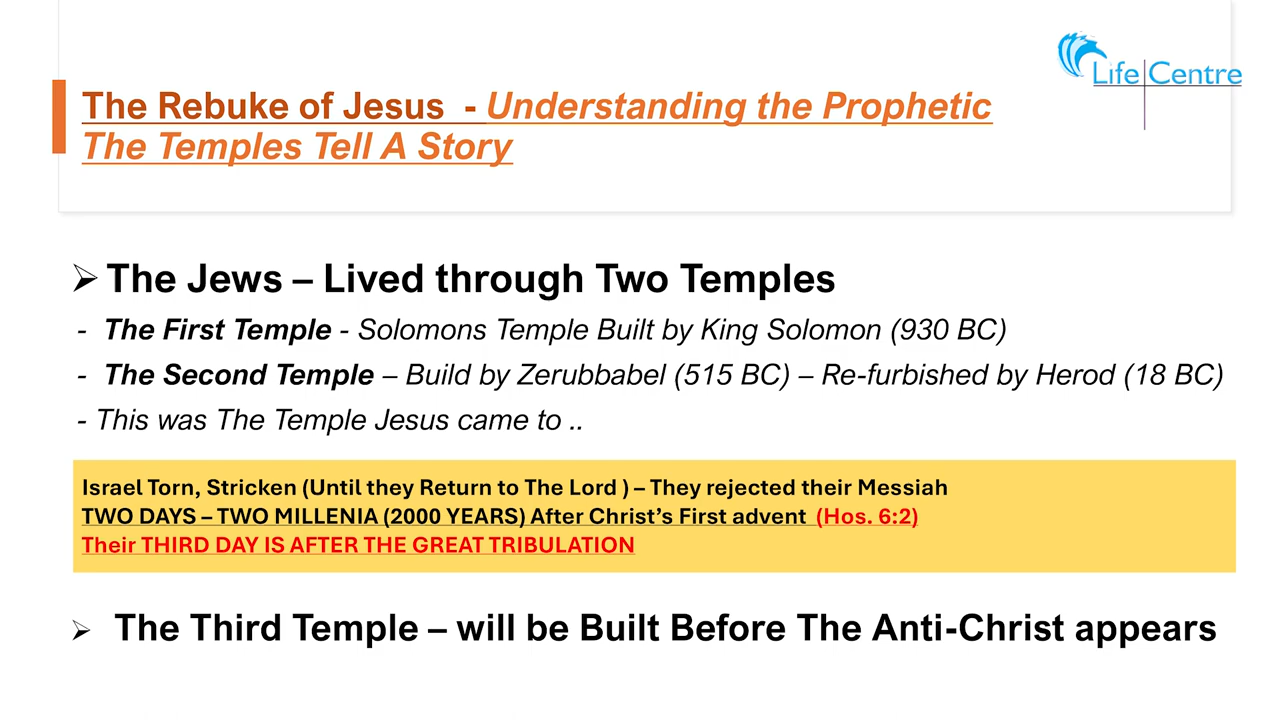 Life Centre
The Rebuke of Jesus - Understanding the Prophetic
The Temples Tell A Story
➢ The Jews – Lived through Two Temples
- The First Temple - Solomons Temple Built by King Solomon (930 BC)
- The Second Temple – Build by Zerubbabel (515 BC) – Re-furbished by Herod (18 BC)
- This was The Temple Jesus came to ..
Israel Torn, Stricken (Until they Return to The Lord ) – They rejected their Messiah
TWO DAYS – TWO MILLENIA (2000 YEARS) After Christ’s First advent (Hos. 6:2)
Their THIRD DAY IS AFTER THE GREAT TRIBULATION
➢ The Third Temple – will be Built Before The Anti-Christ appears